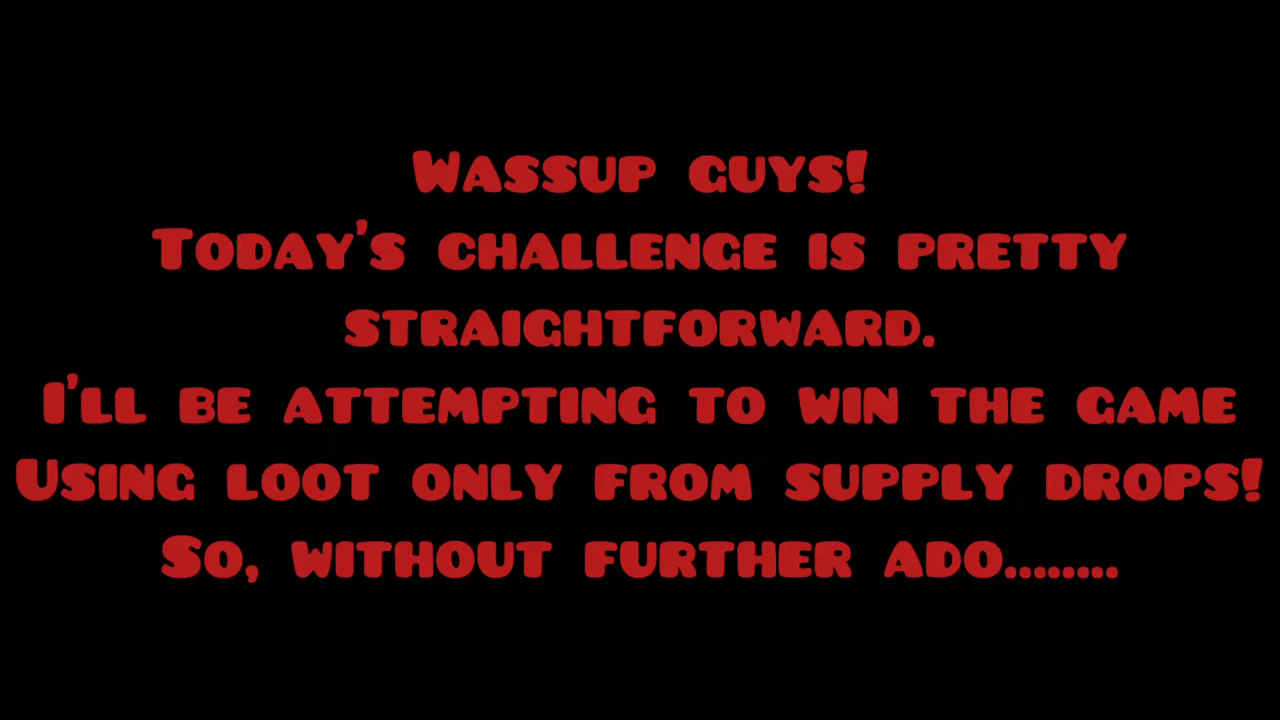 Wassup guys!
Today's challenge is pretty
straightforward.
I'll be attempting to win the game
Using loot only from supply drops!
So, without further ado........